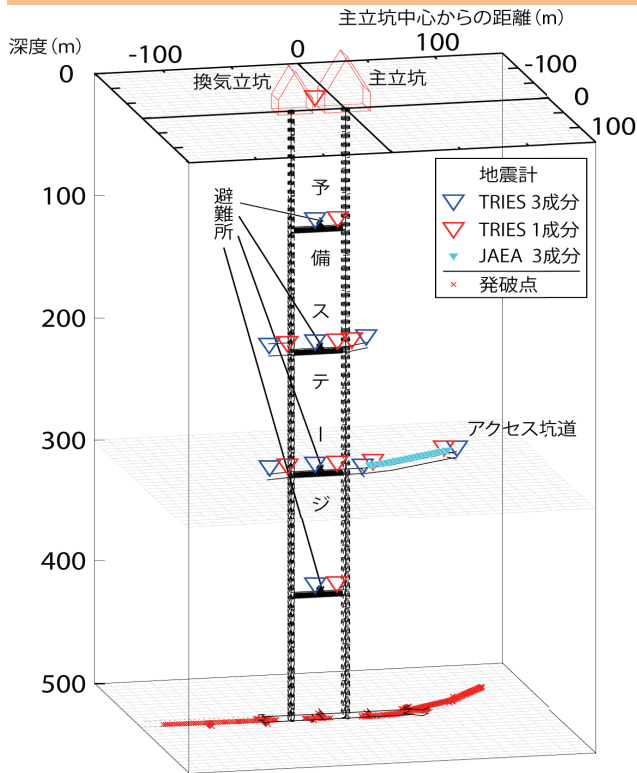 主立坑中心からの距離(m)
深度(m)
-100
0
100
0
-100
0
100
換気立坑
主立坑
地震計
TRIES 3成分
TRIES 1成分
JAEA 3成分
発破点
100
200
300
400
500
避難所
予備ステージ
アクセス坑道